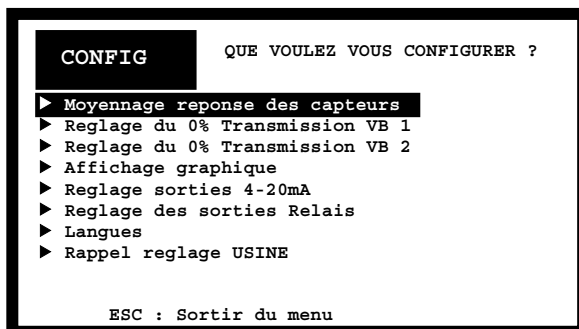 CONFIG
QUE VOULEZ VOUS CONFIGURER ?
Moyennage reponse des capteurs
Reglage du 0% Transmission VB 1
Reglage du 0% Transmission VB 2
Affichage graphique
Reglage sorties 4-20mA
Reglage des sorties Relais
Langues
Rappel reglage USINE
ESC : Sortir du menu